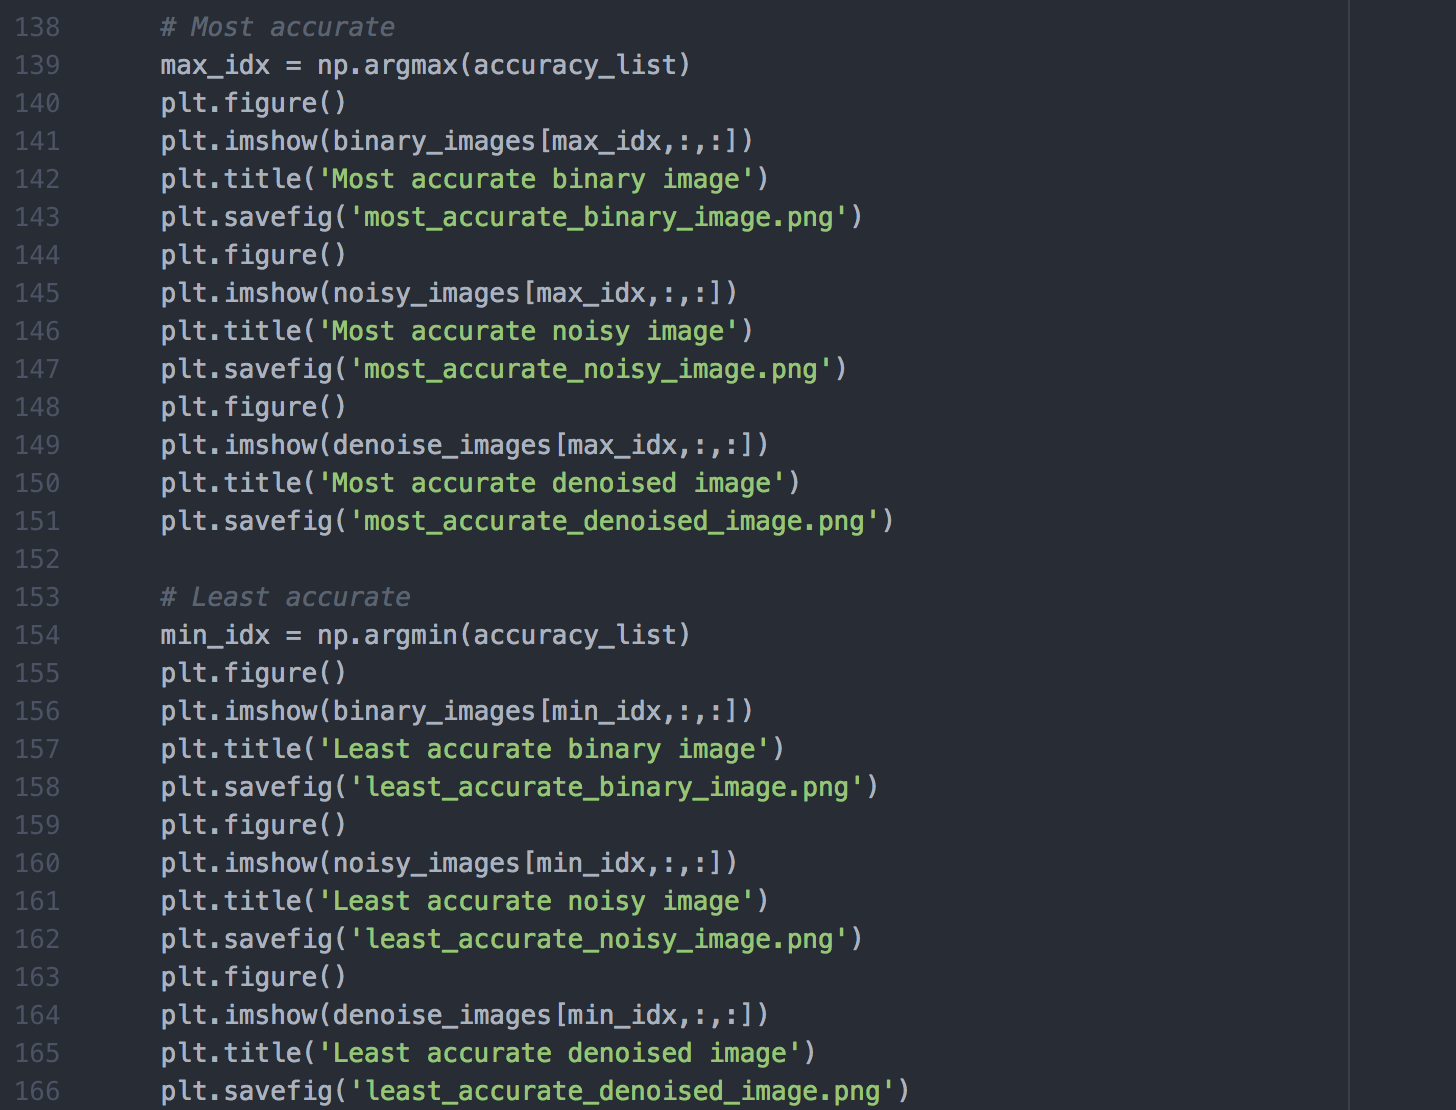 138 # Most accurate
139 max_idx = np.argmax(accuracy_list)
140 plt.figure()
141 plt.imshow(binary_images[max_idx,:,:])
142 plt.title('Most accurate binary image')
143 plt.savefig('most_accurate_binary_image.png')
144 plt.figure()
145 plt.imshow(noisy_images[max_idx,:,:])
146 plt.title('Most accurate noisy image')
147 plt.savefig('most_accurate_noisy_image.png')
148 plt.figure()
149 plt.imshow(denoise_images[max_idx,:,:])
150 plt.title('Most accurate denoised image')
151 plt.savefig('most_accurate_denoised_image.png')
152
153 # Least accurate
154 min_idx = np.argmin(accuracy_list)
155 plt.figure()
156 plt.imshow(binary_images[min_idx,:,:])
157 plt.title('Least accurate binary image')
158 plt.savefig('least_accurate_binary_image.png')
159 plt.figure()
160 plt.imshow(noisy_images[min_idx,:,:])
161 plt.title('Least accurate noisy image')
162 plt.savefig('least_accurate_noisy_image.png')
163 plt.figure()
164 plt.imshow(denoise_images[min_idx,:,:])
165 plt.title('Least accurate denoised image')
166 plt.savefig('least_accurate_denoised_image.png')